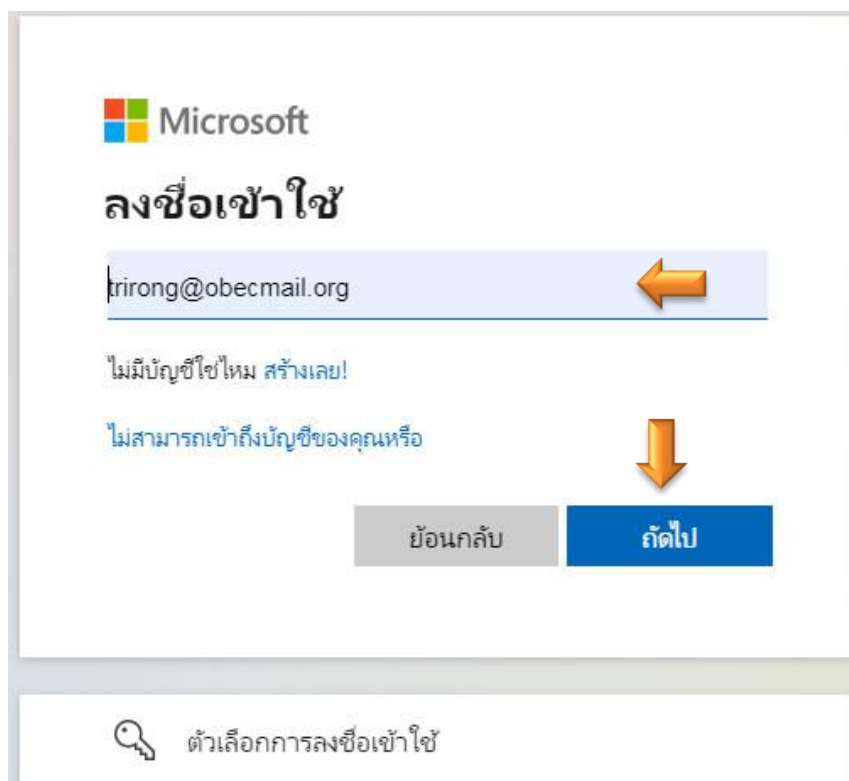 Microsoft
ลงชื่อเข้าใช้
trirong@obecmail.org
ไม่มีบัญชีใช่ไหม สร้างเลย!
ไม่สามารถเข้าถึงบัญชีของคุณหรือ
ย้อนกลับ ถัดไป
ตัวเลือกการลงชื่อเข้าใช้